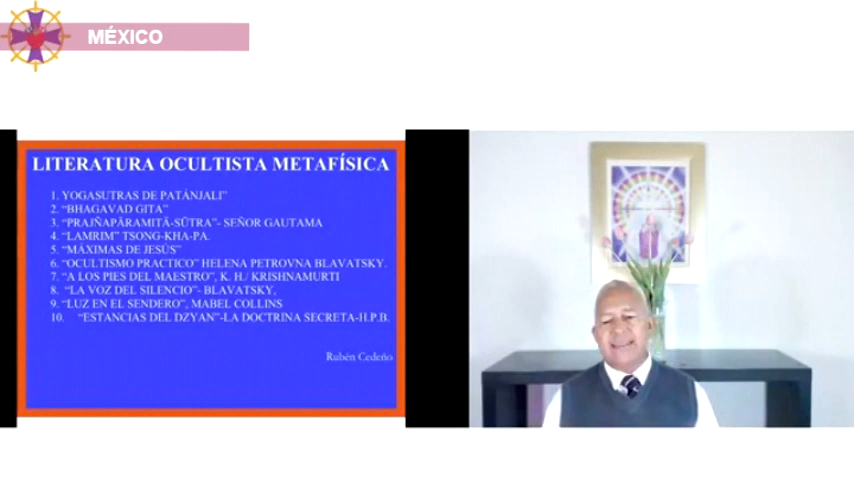 MÉXICO
LITERATURA OCULTISTA METAFÍSICA
1. YOGASUTRAS DE PATÁNJALI”
2. “BHAGAVAD GITA”
3. “PRAJÑAPĀRAMITĀ-SŪTRA”- SEÑOR GAUTAMA
4. “LAMRIM” TSONG-KHA-PA.
5. “MÁXIMAS DE JESÚS”
6. “OCULTISMO PRACTICO” HELENA PETROVNA BLAVATSKY.
7. “A LOS PIES DEL MAESTRO”, K. H./ KRISHNAMURTI
8. “LA VOZ DEL SILENCIO”- BLAVATSKY,
9. “LUZ EN EL SENDERO”, MABEL COLLINS
10. “ESTANCIAS DEL DZYAN”-LA DOCTRINA SECRETA-H.P.B.
Rubén Cedeño